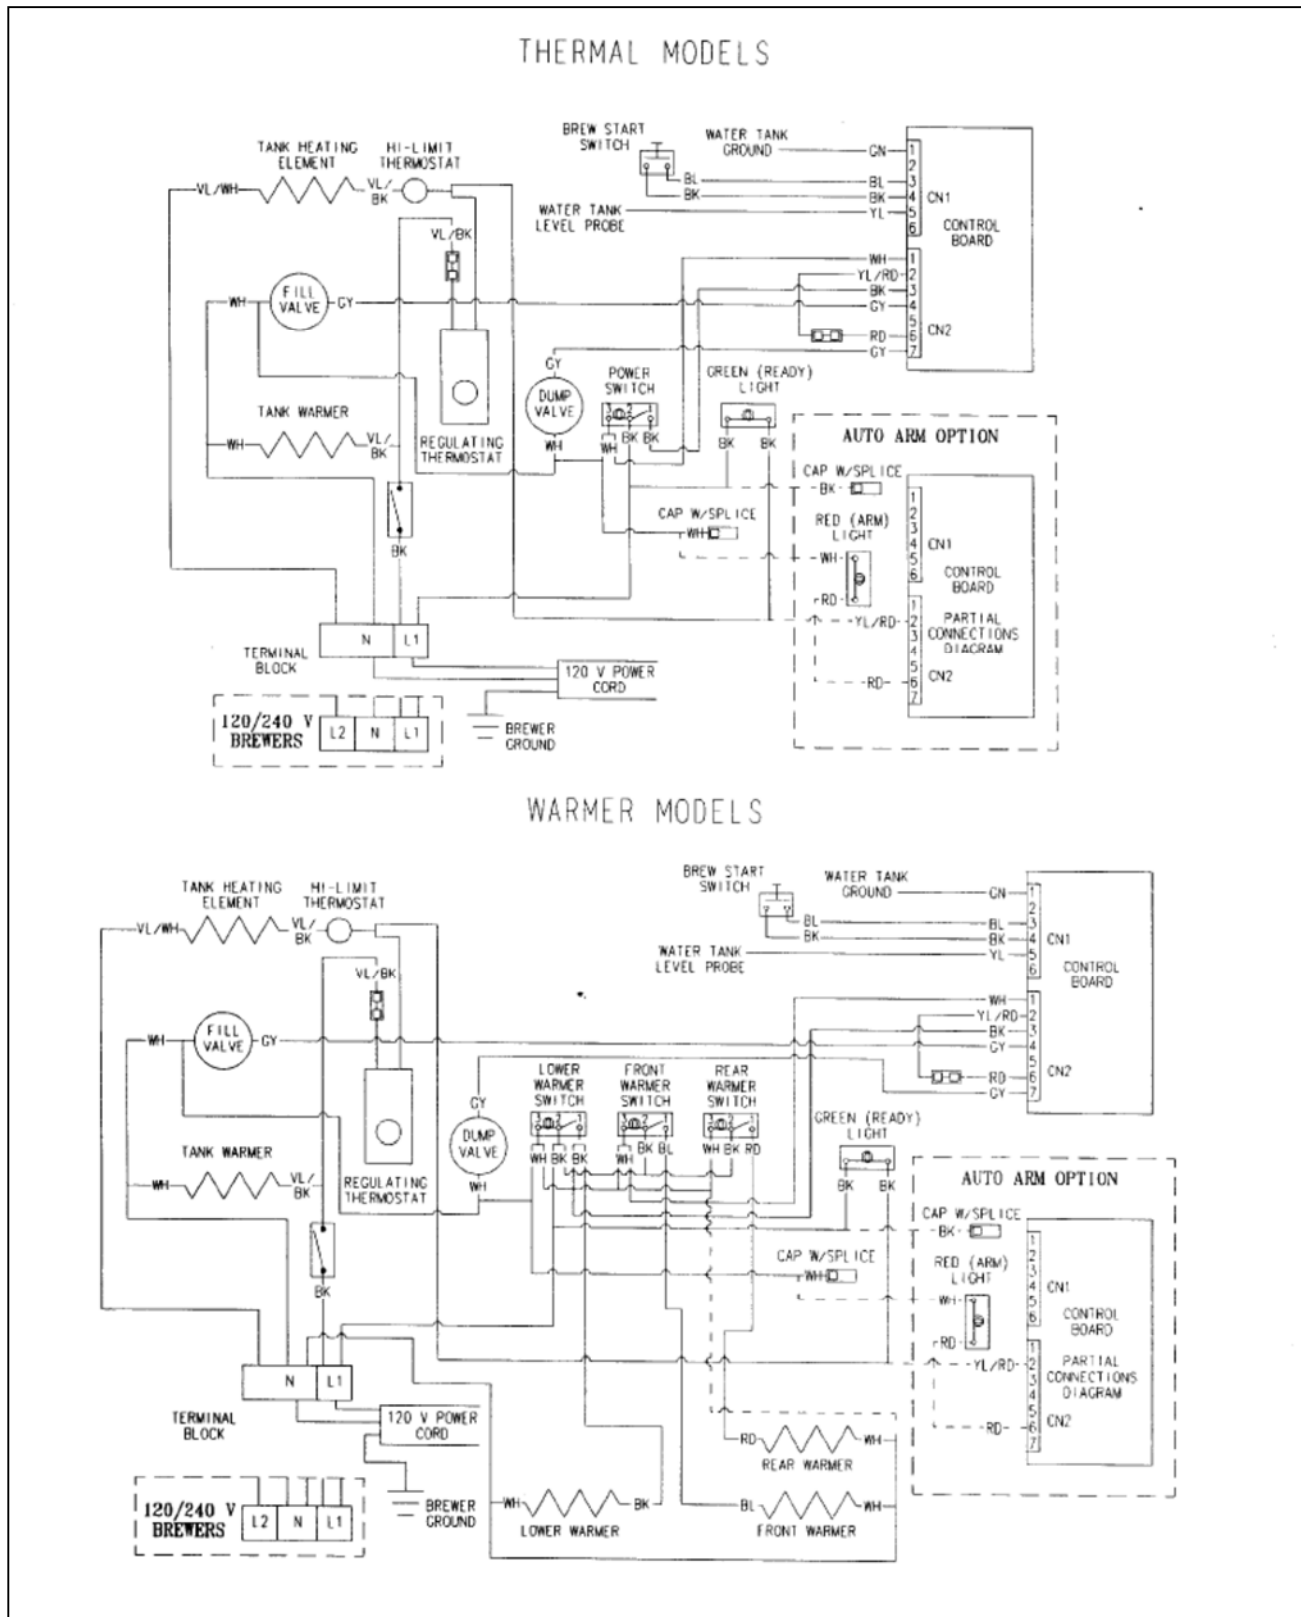 THERMAL MODELS
BREW START
SWITCH
WATER TANK
GROUND
GN
1
2
3
4
5
6
CN1
CONTROL
BOARD
BL
BK
BL
BK
WATER TANK
LEVEL PROBE
YL
TANK HEATING
ELEMENT
HI-LIMIT
THERMOSTAT
VL/WH
VL/
BK
VL/BK
WH
FILL
VALVE
GY
WH
YL/RD
BK
GY
RD
GY
1
2
3
4
5
6
7
CN2
GY
DUMP
VALVE
WH
POWER
SWITCH
3
2
1
WH
BK
BK
GREEN (READY)
LIGHT
BK
BK
TANK WARMER
WH
VL/
BK
REGULATING
THERMOSTAT
BK
CAP W/SPLICE
WH
AUTO ARM OPTION
CAP W/SPLICE
BK
RED (ARM)
LIGHT
WH
RD
YL/RD
RD
1
2
3
4
5
6
CN1
CONTROL
BOARD
1
2
3
4
5
6
7
PARTIAL
CONNECTIONS
DIAGRAM
CN2
N
L1
TERMINAL
BLOCK
120 V POWER
CORD
BREWER
GROUND
120/240 V
BREWERS
L2
N
L1
WARMER MODELS
BREW START
SWITCH
WATER TANK
GROUND
GN
1
2
3
4
5
6
CN1
CONTROL
BOARD
BL
BK
BL
BK
WATER TANK
LEVEL PROBE
YL
TANK HEATING
ELEMENT
HI-LIMIT
THERMOSTAT
VL/WH
VL/
BK
VL/BK
WH
FILL
VALVE
GY
WH
YL/RD
BK
GY
RD
GY
1
2
3
4
5
6
7
CN2
LOWER
WARMER
SWITCH
FRONT
WARMER
SWITCH
REAR
WARMER
SWITCH
3
2
1
3
2
1
3
2
1
WH
BK
BK
WH
BK
BL
WH
BK
RD
GY
DUMP
VALVE
WH
GREEN (READY)
LIGHT
BK
BK
TANK WARMER
WH
VL/
BK
REGULATING
THERMOSTAT
BK
CAP W/SPLICE
WH
AUTO ARM OPTION
CAP W/SPLICE
BK
RED (ARM)
LIGHT
WH
RD
YL/RD
RD
1
2
3
4
5
6
CN1
CONTROL
BOARD
1
2
3
4
5
6
7
PARTIAL
CONNECTIONS
DIAGRAM
CN2
N
L1
TERMINAL
BLOCK
120 V POWER
CORD
BREWER
GROUND
120/240 V
BREWERS
L2
N
L1
RD
WH
REAR WARMER
WH
BK
LOWER WARMER
BL
WH
FRONT WARMER